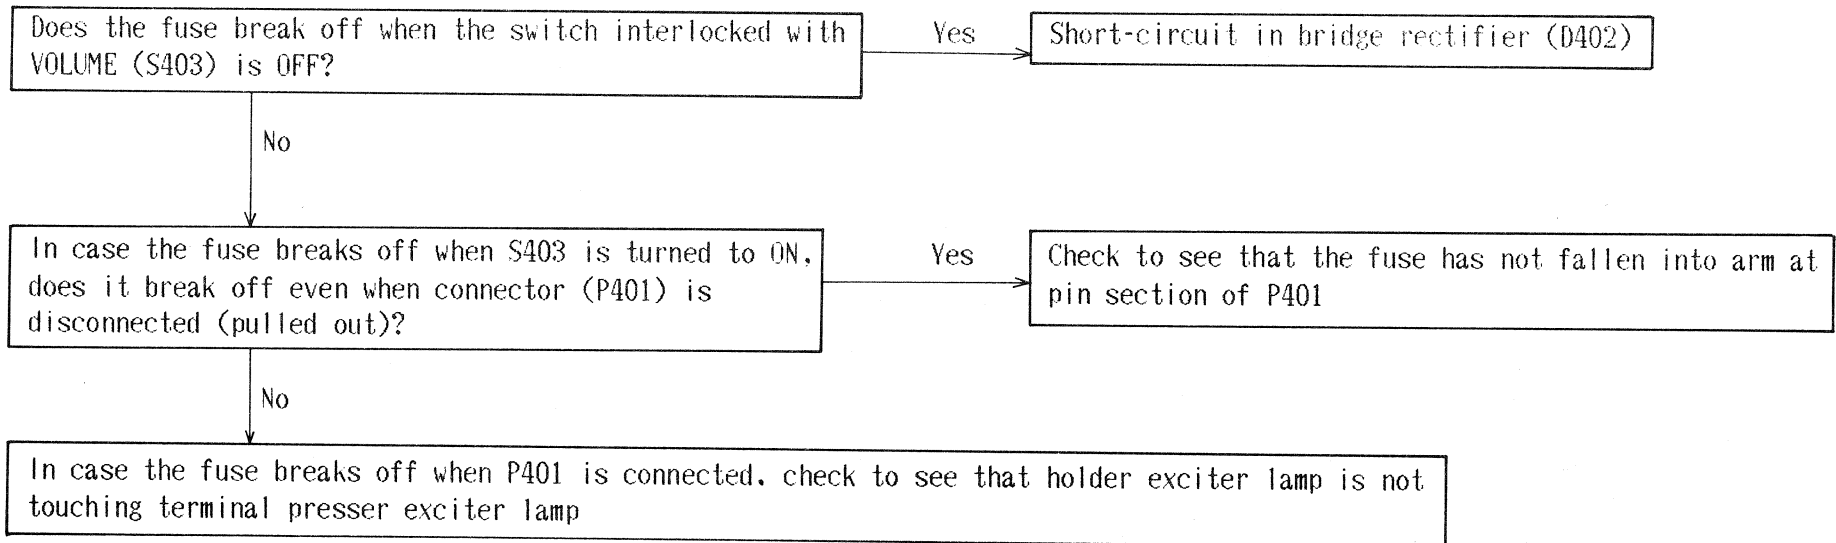 Does the fuse break off when the switch interlocked with
VOLUME (S403) is OFF?
Yes
Short-circuit in bridge rectifier (D402)
No
In case the fuse breaks off when S403 is turned to ON,
does it break off even when connector (P401) is
disconnected (pulled out)?
Yes
Check to see that the fuse has not fallen into arm at
pin section of P401
No
In case the fuse breaks off when P401 is connected. check to see that holder exciter lamp is not
touching terminal presser exciter lamp